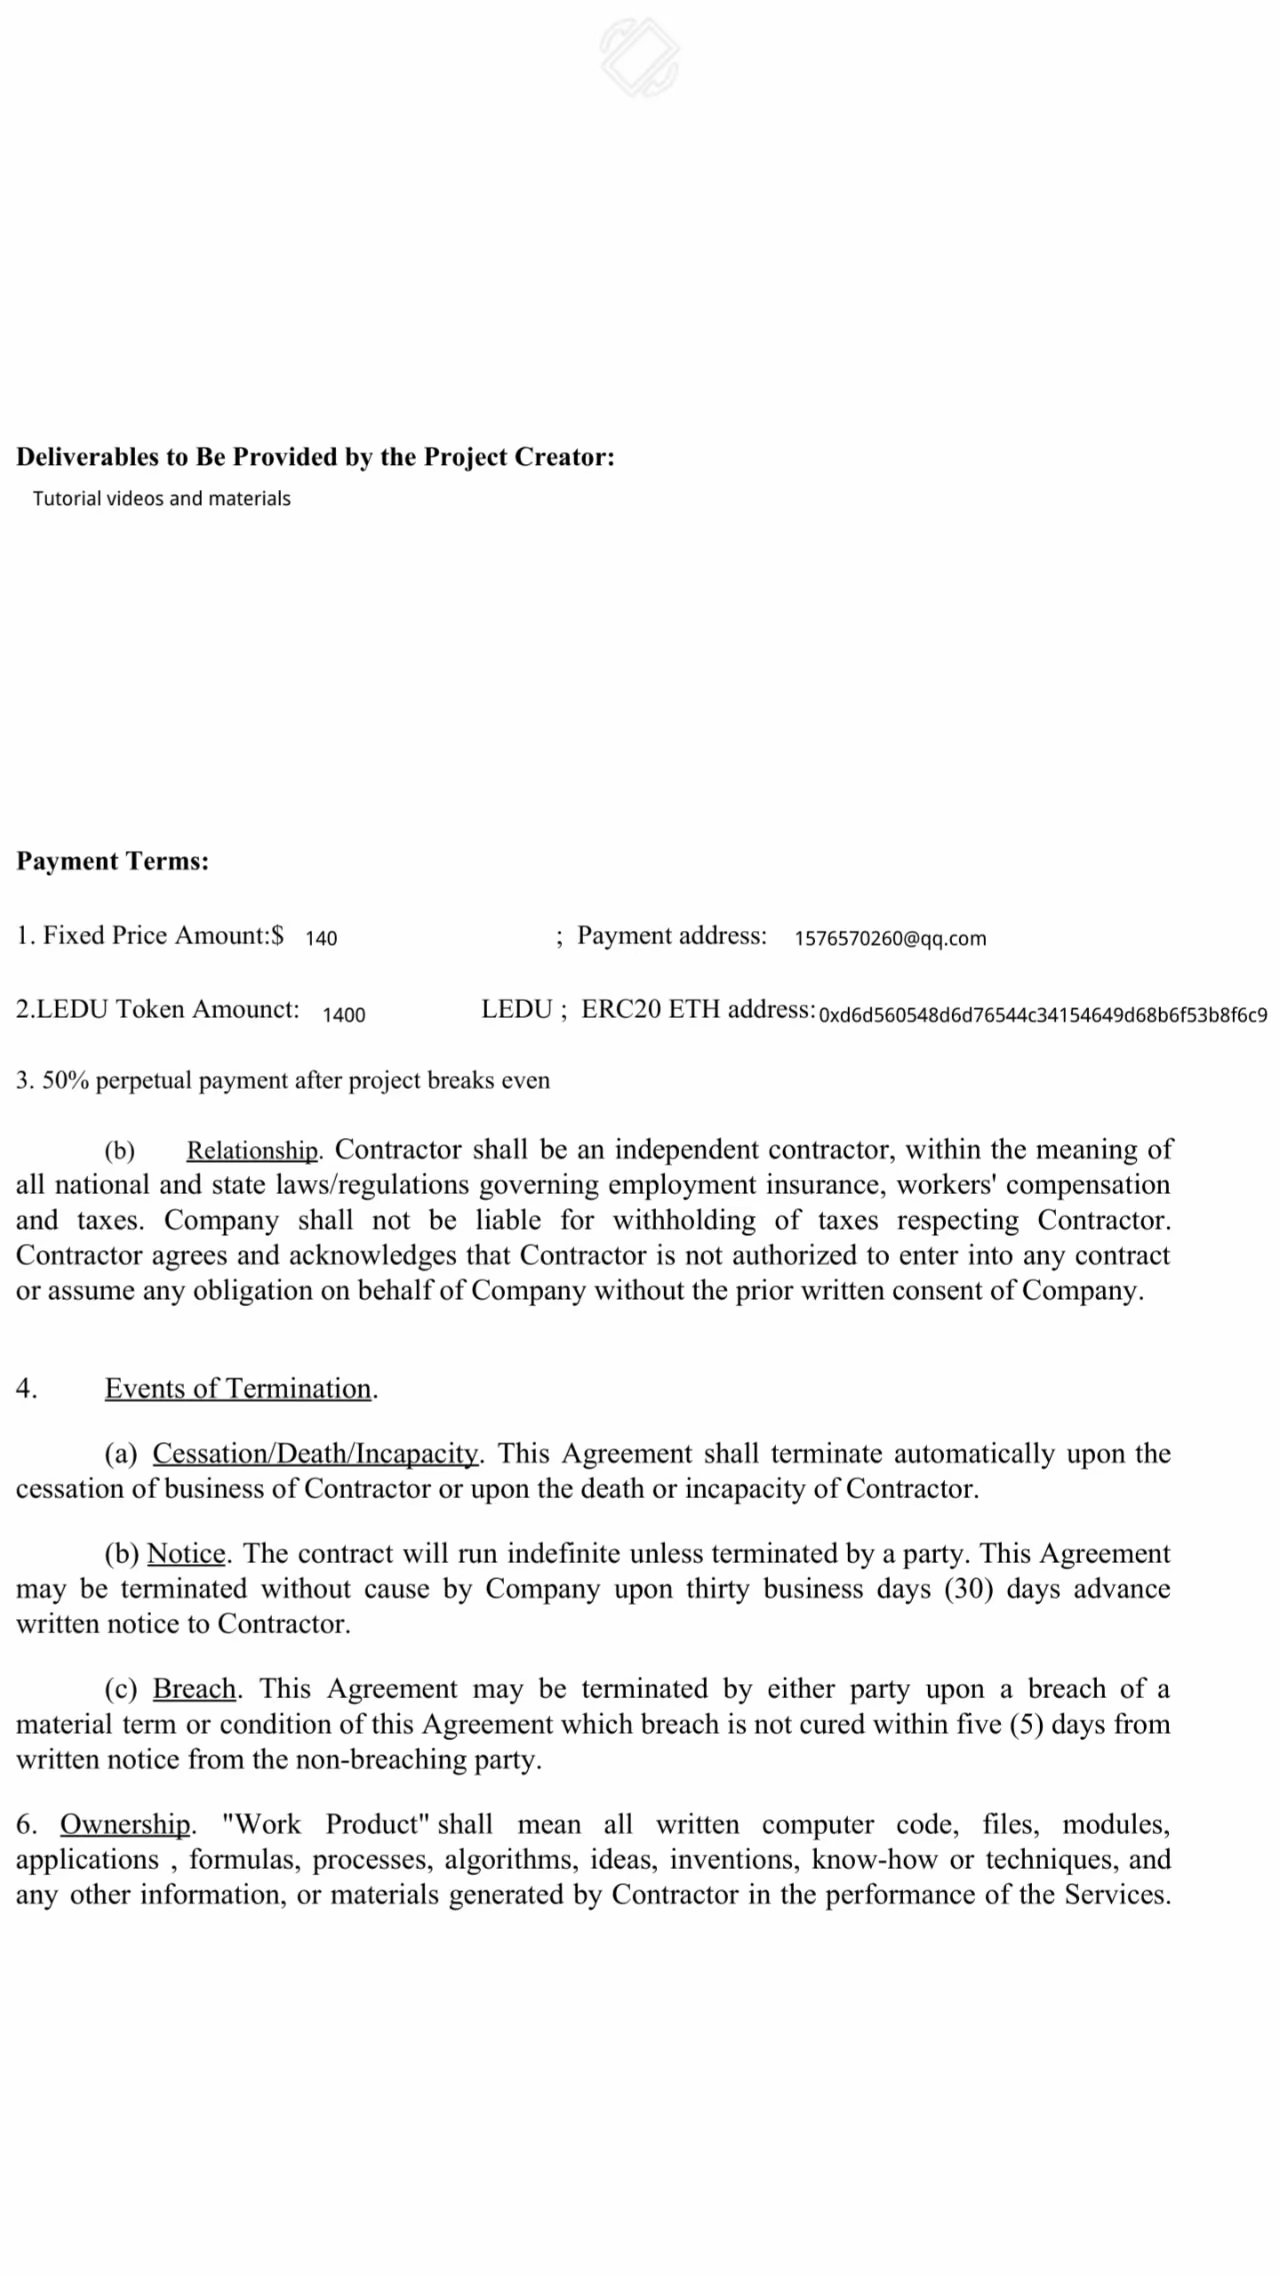 Deliverables to Be Provided by the Project Creator:
Tutorial videos and materials
Payment Terms:
1. Fixed Price Amount:$ 140 ; Payment address: 1576570260@qq.com
2.LEDU Token Amounct: 1400 LEDU ; ERC20 ETH address: 0xd6d560548d6d76544c34154649d68b6f53b8f6c9
3. 50% perpetual payment after project breaks even
(b) Relationship. Contractor shall be an independent contractor, within the meaning of
all national and state laws/regulations governing employment insurance, workers' compensation
and taxes. Company shall not be liable for withholding of taxes respecting Contractor.
Contractor agrees and acknowledges that Contractor is not authorized to enter into any contract
or assume any obligation on behalf of Company without the prior written consent of Company.
4. Events of Termination.
(a) Cessation/Death/Incapacity. This Agreement shall terminate automatically upon the
cessation of business of Contractor or upon the death or incapacity of Contractor.
(b) Notice. The contract will run indefinite unless terminated by a party. This Agreement
may be terminated without cause by Company upon thirty business days (30) days advance
written notice to Contractor.
(c) Breach. This Agreement may be terminated by either party upon a breach of a
material term or condition of this Agreement which breach is not cured within five (5) days from
written notice from the non-breaching party.
6. Ownership. "Work Product" shall mean all written computer code, files, modules,
applications , formulas, processes, algorithms, ideas, inventions, know-how or techniques, and
any other information, or materials generated by Contractor in the performance of the Services.